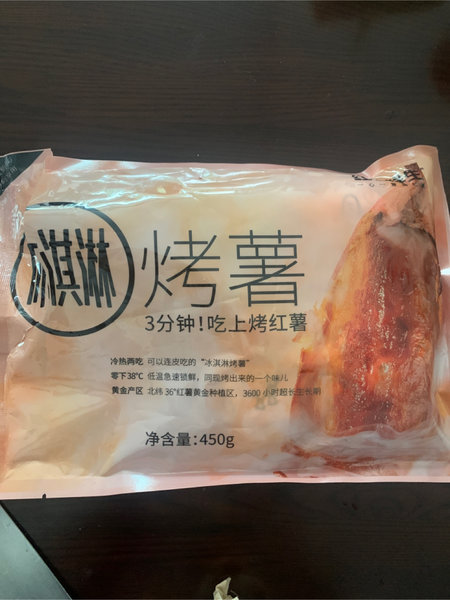 冰淇淋
烤薯
3分钟!吃上烤红薯
冷热两吃 可以连皮吃的“冰淇淋烤薯”
零下38℃ 低温急速锁鲜,同现烤出来的一个味儿
黄金产区 北纬36°红薯黄金种植区,3600小时超长生长期
净含量:450g